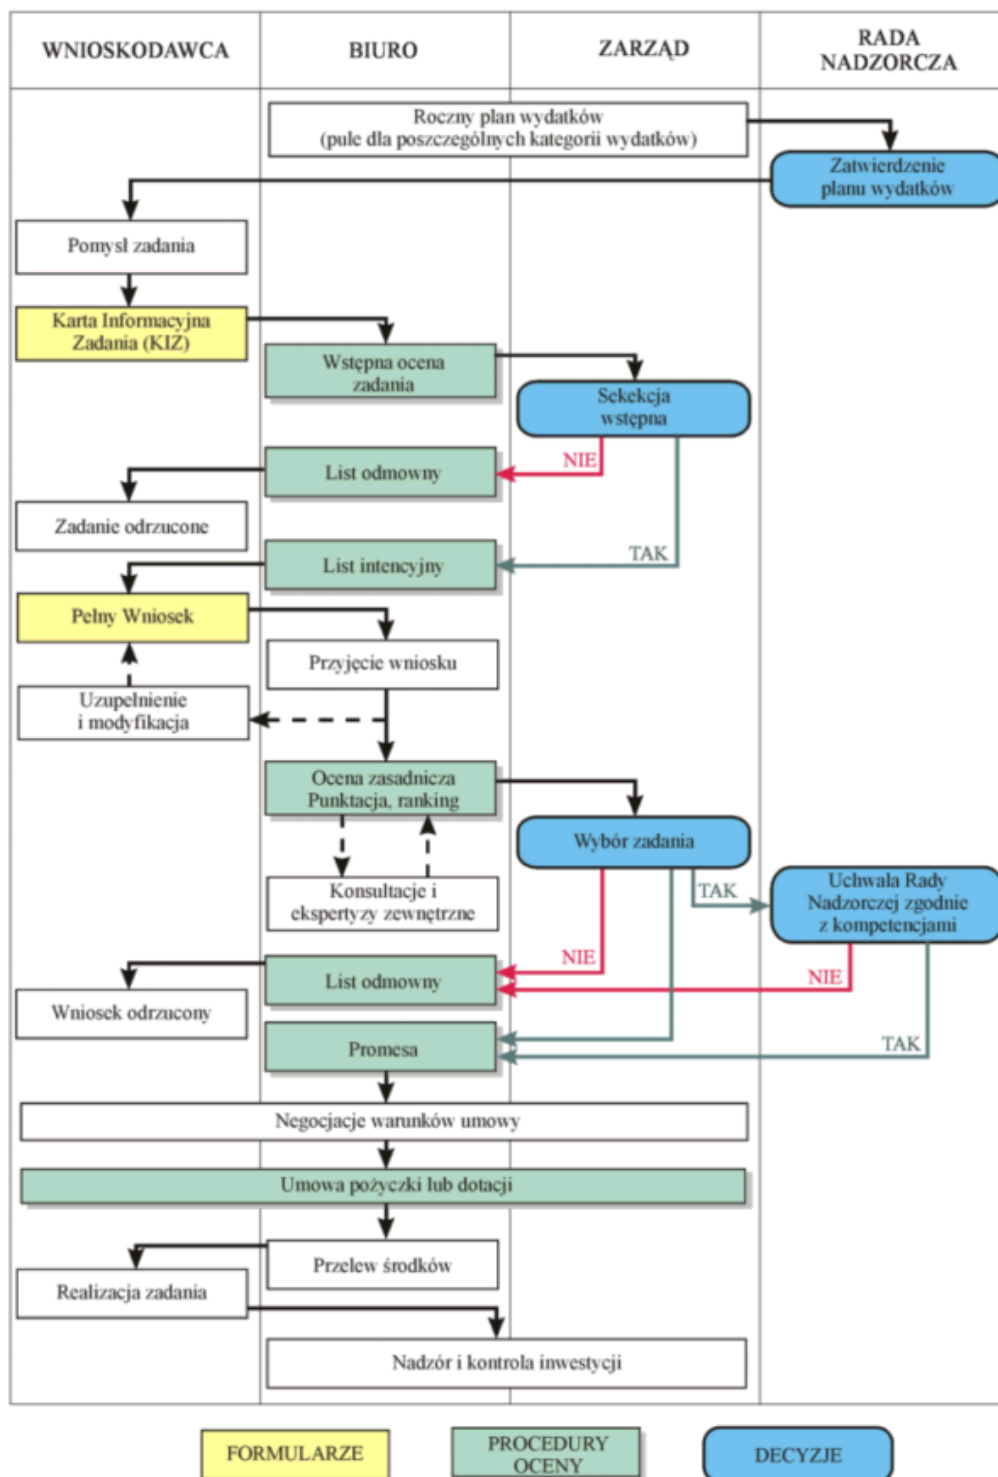 WNIOSKODAWCA
BIURO
ZARZĄD
RADA
NADZORCZA
Roczny plan wydatków
(pule dla poszczególnych kategorii wydatków)
Zatwierdzenie
planu wydatków
Pomysł zadania
Karta Informacyjna
Zadania (KIZ)
Wstępna ocena
zadania
Sekekcja
wstępna
NIE
List odmowny
Zadanie odrzucone
TAK
List intencyjny
Pełny Wniosek
Przyjęcie wniosku
Uzupełnienie
i modyfikacja
Ocena zasadnicza
Punktacja, ranking
Wybór zadania
TAK
Uchwała Rady
Nadzorczej zgodnie
z kompetencjami
Konsultacje i
ekspertyzy zewnętrzne
NIE
NIE
List odmowny
Wniosek odrzucony
TAK
Promesa
Negocjacje warunków umowy
Umowa pożyczki lub dotacji
Przelew środków
Realizacja zadania
Nadzór i kontrola inwestycji
FORMULARZE
PROCEDURY
OCENY
DECYZJE